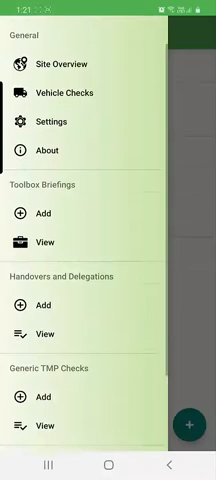 1:21
General
Site Overview
Vehicle Checks
Settings
About
Toolbox Briefings
Add
View
Handovers and Delegations
Add
View
Generic TMP Checks
Add
View